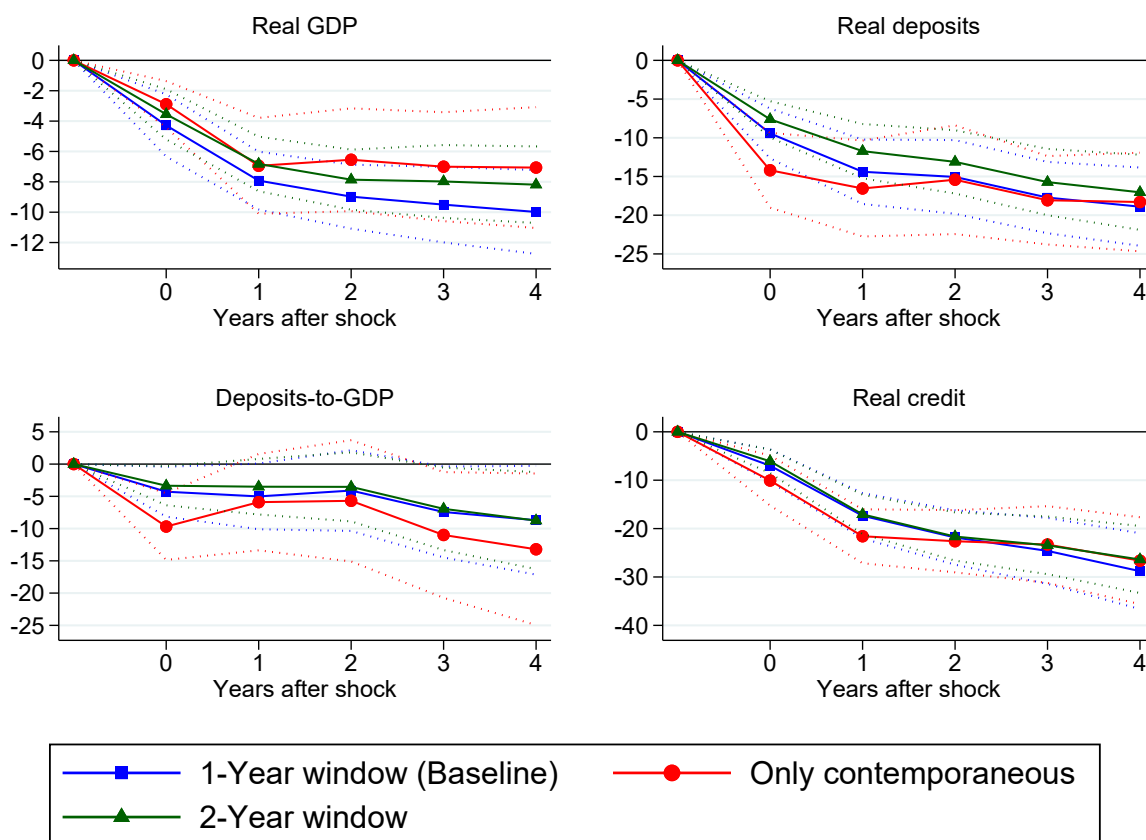 Real GDP
0
-2
-4
-6
-8
-10
-12
0 1 2 3 4
Years after shock
Real deposits
0
-5
-10
-15
-20
-25
0 1 2 3 4
Years after shock
Deposits-to-GDP
5
0
-5
-10
-15
-20
-25
0 1 2 3 4
Years after shock
Real credit
0
-10
-20
-30
-40
0 1 2 3 4
Years after shock
1-Year window (Baseline)
Only contemporaneous
2-Year window